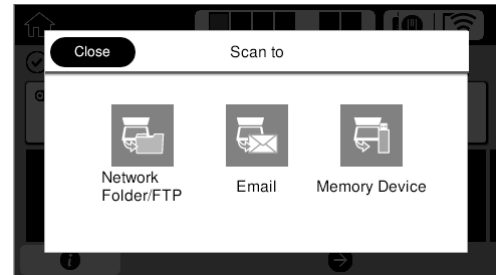 Close
Scan to
Network
Folder/FTP
Email
Memory Device